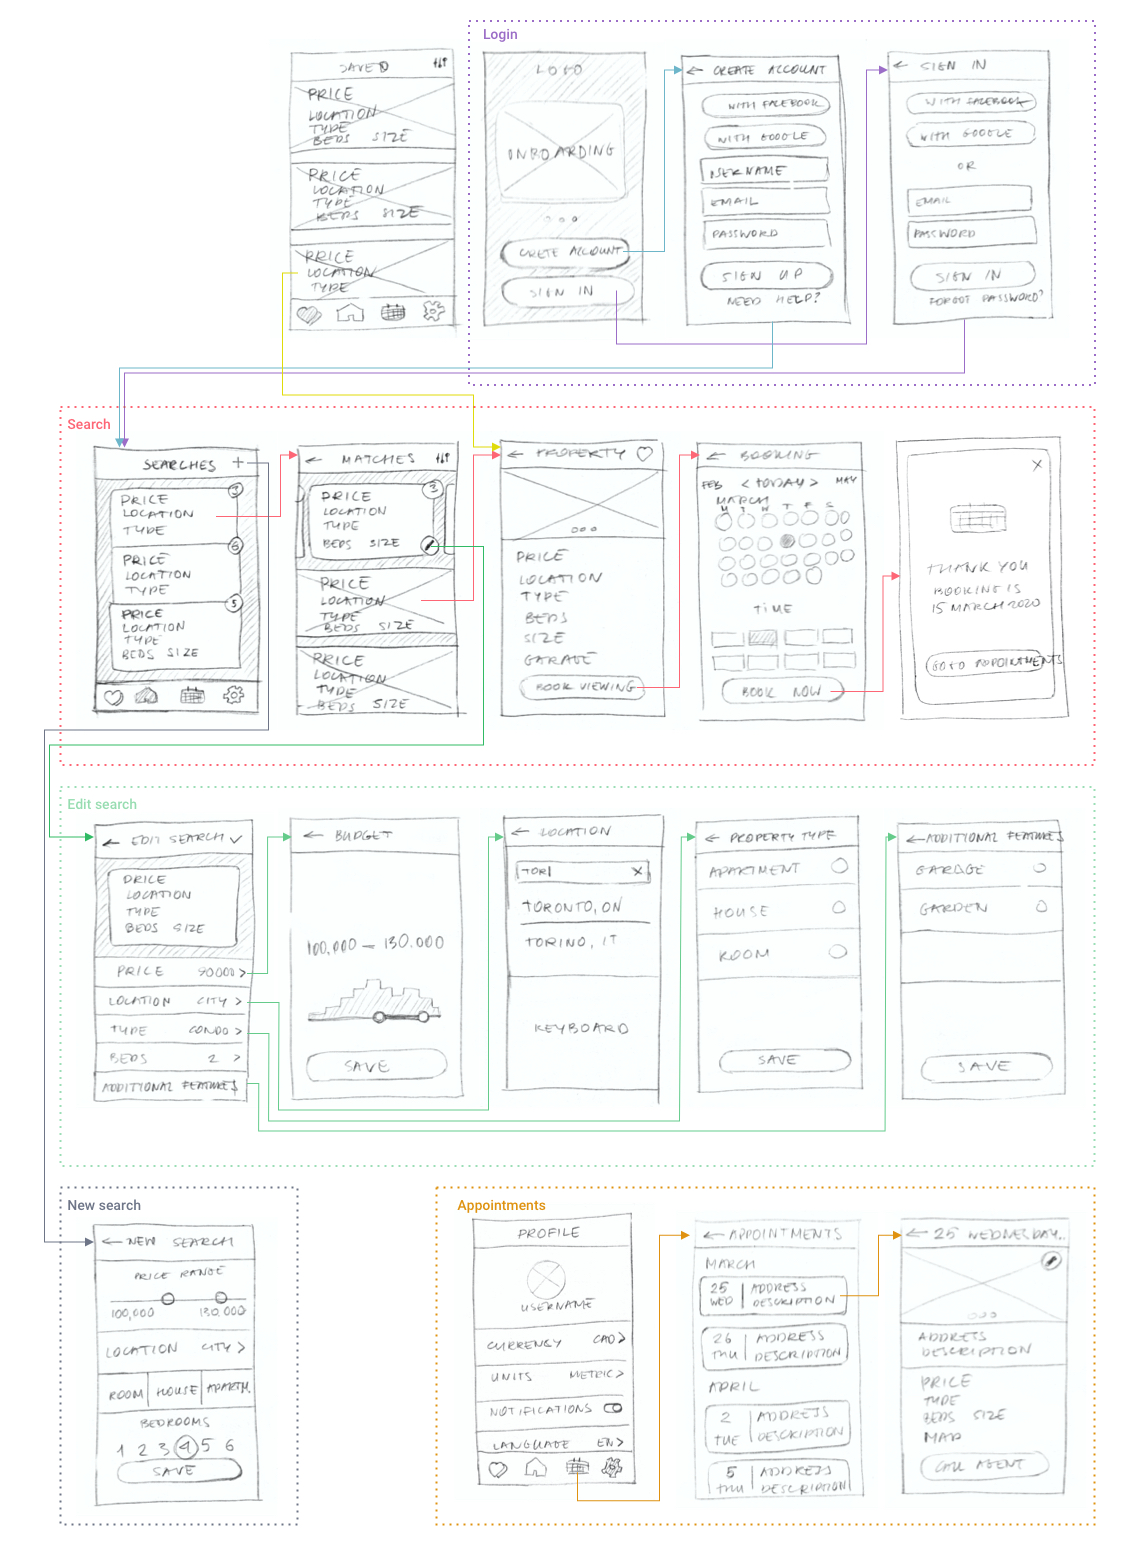 Login
SAVED
PRICE
LOCATION
TYPE
BEDS SIZE
PRICE
LOCATION
TYPE
BEDS SIZE
PRICE
LOCATION
TYPE
LOGO
ONBOARDING
CRETE ACCOUNT
SIGN IN
← CREATE ACCOUNT
WITH FACEBOOK
WITH GOOGLE
USERNAME
EMAIL
PASSWORD
SIGN UP
NEED HELP?
← SIGN IN
WITH FACEBOOK
WITH GOOGLE
OR
EMAIL
PASSWORD
SIGN IN
FORGOT PASSWORD?
Search
SEARCHES +
3
PRICE
LOCATION
TYPE
6
PRICE
LOCATION
TYPE
5
PRICE
LOCATION
TYPE
BEDS SIZE
← MATCHES
3
PRICE
LOCATION
TYPE
BEDS SIZE
PRICE
LOCATION
TYPE
BEDS SIZE
PRICE
LOCATION
TYPE
BEDS SIZE
← PROPERTY
PRICE
LOCATION
TYPE
BEDS
SIZE
GARAGE
BOOK VIEWING
← BOOKING
FEB < TODAY > MAY
MARCH
M T W T F S
TIME
BOOK NOW
X
THANK YOU
BOOKING IS
15 MARCH 2020
GO TO APPOINTMENTS
Edit search
← EDIT SEARCH ✓
PRICE
LOCATION
TYPE
BEDS SIZE
PRICE 90000 >
LOCATION CITY >
TYPE CONDO >
BEDS 2 >
ADDITIONAL FEATURES
← BUDGET
100,000 — 130.000
SAVE
← LOCATION
TOR| X
TORONTO, ON
TORINO, IT
KEYBOARD
← PROPERTY TYPE
APARTMENT
HOUSE
ROOM
SAVE
← ADDITIONAL FEATURES
GARAGE
GARDEN
SAVE
New search
← NEW SEARCH
PRICE RANGE
100,000 130.000
LOCATION CITY >
ROOM HOUSE APARTM.
BEDROOMS
1 2 3 4 5 6
SAVE
Appointments
PROFILE
USERNAME
CURRENCY CAD >
UNITS METRIC >
NOTIFICATIONS
LANGUAGE EN >
← APPOINTMENTS
MARCH
25 ADDRESS
WED DESCRIPTION
26 ADDRESS
THU DESCRIPTION
APRIL
2 ADDRESS
TUE DESCRIPTION
5 ADDRESS
THU DESCRIPTION
← 25 WEDNESDAY..
ADDRESS
DESCRIPTION
PRICE
TYPE
BEDS SIZE
MAP
CALL AGENT